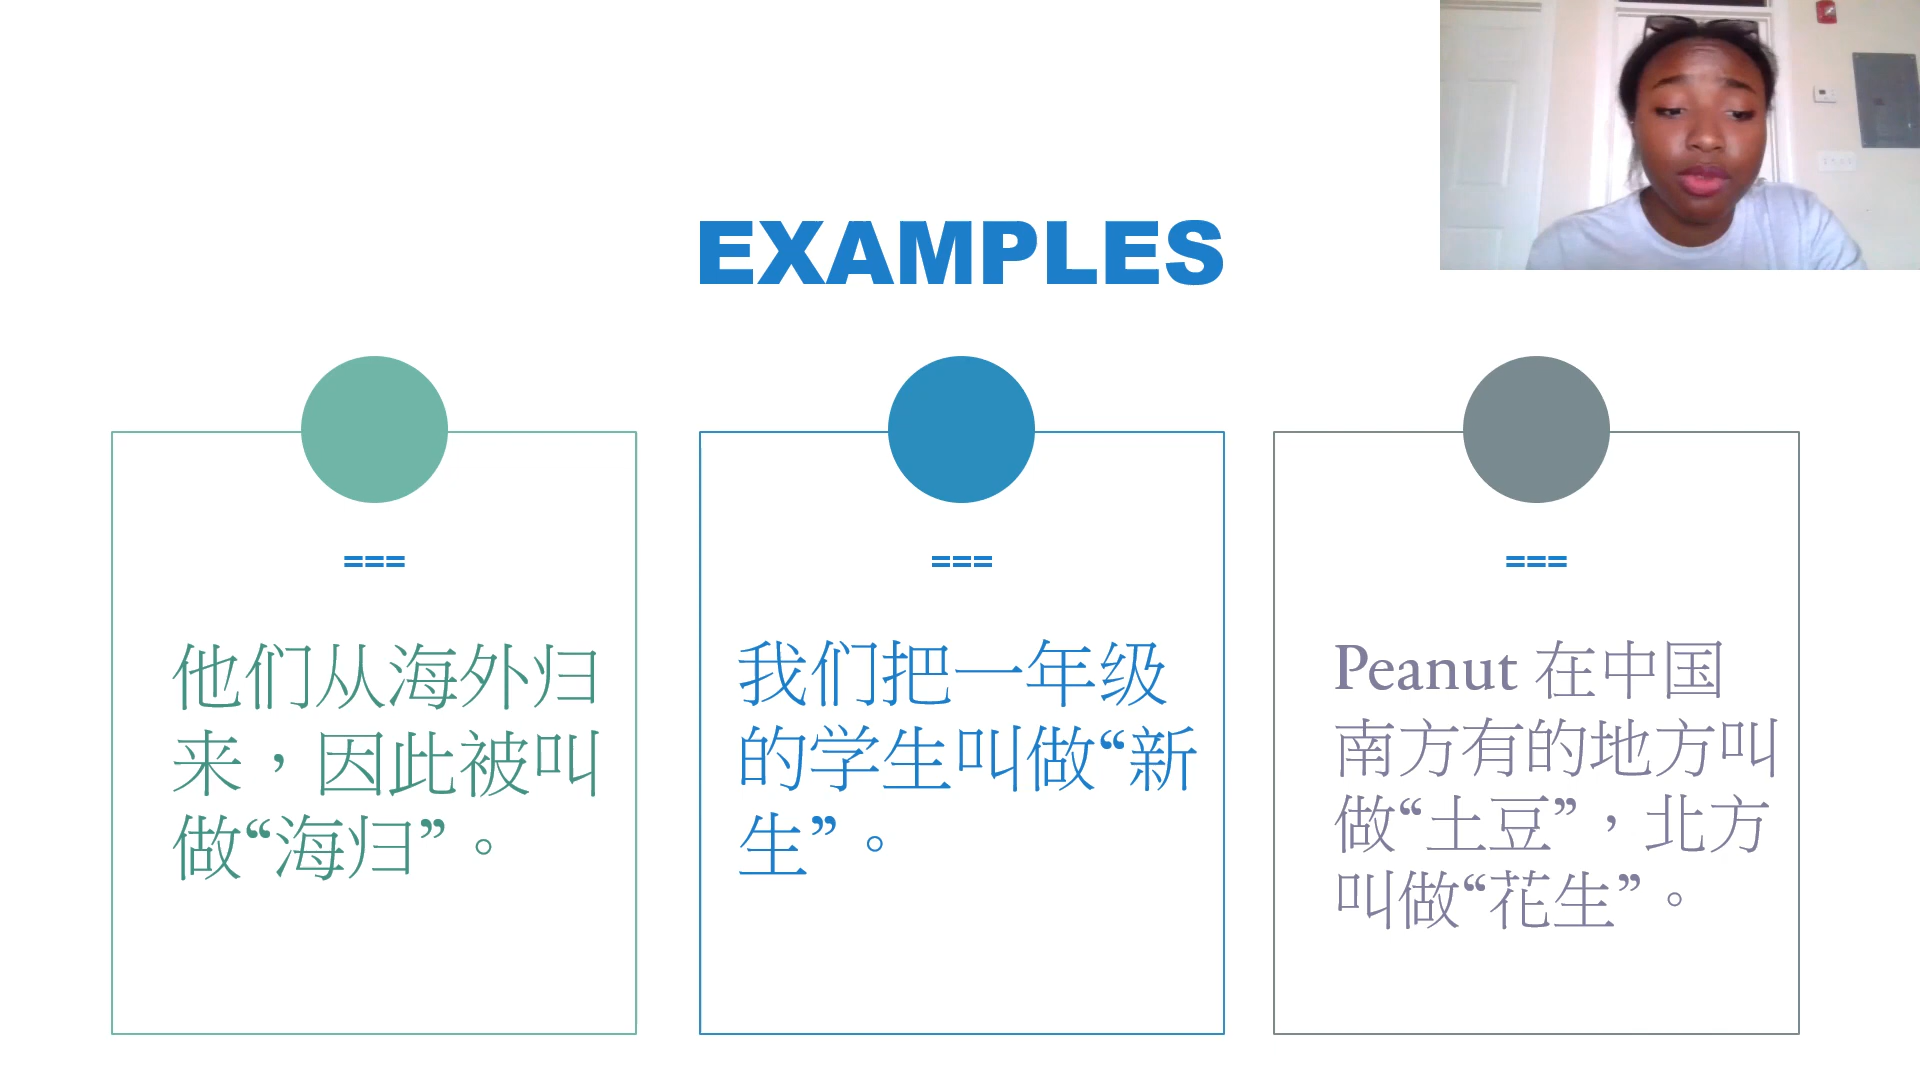 EXAMPLES
===
他们从海外归
来，因此被叫
做“海归”。
===
我们把一年级
的学生叫做“新
生”。
===
Peanut 在中国
南方有的地方叫
做“土豆”，北方
叫做“花生”。